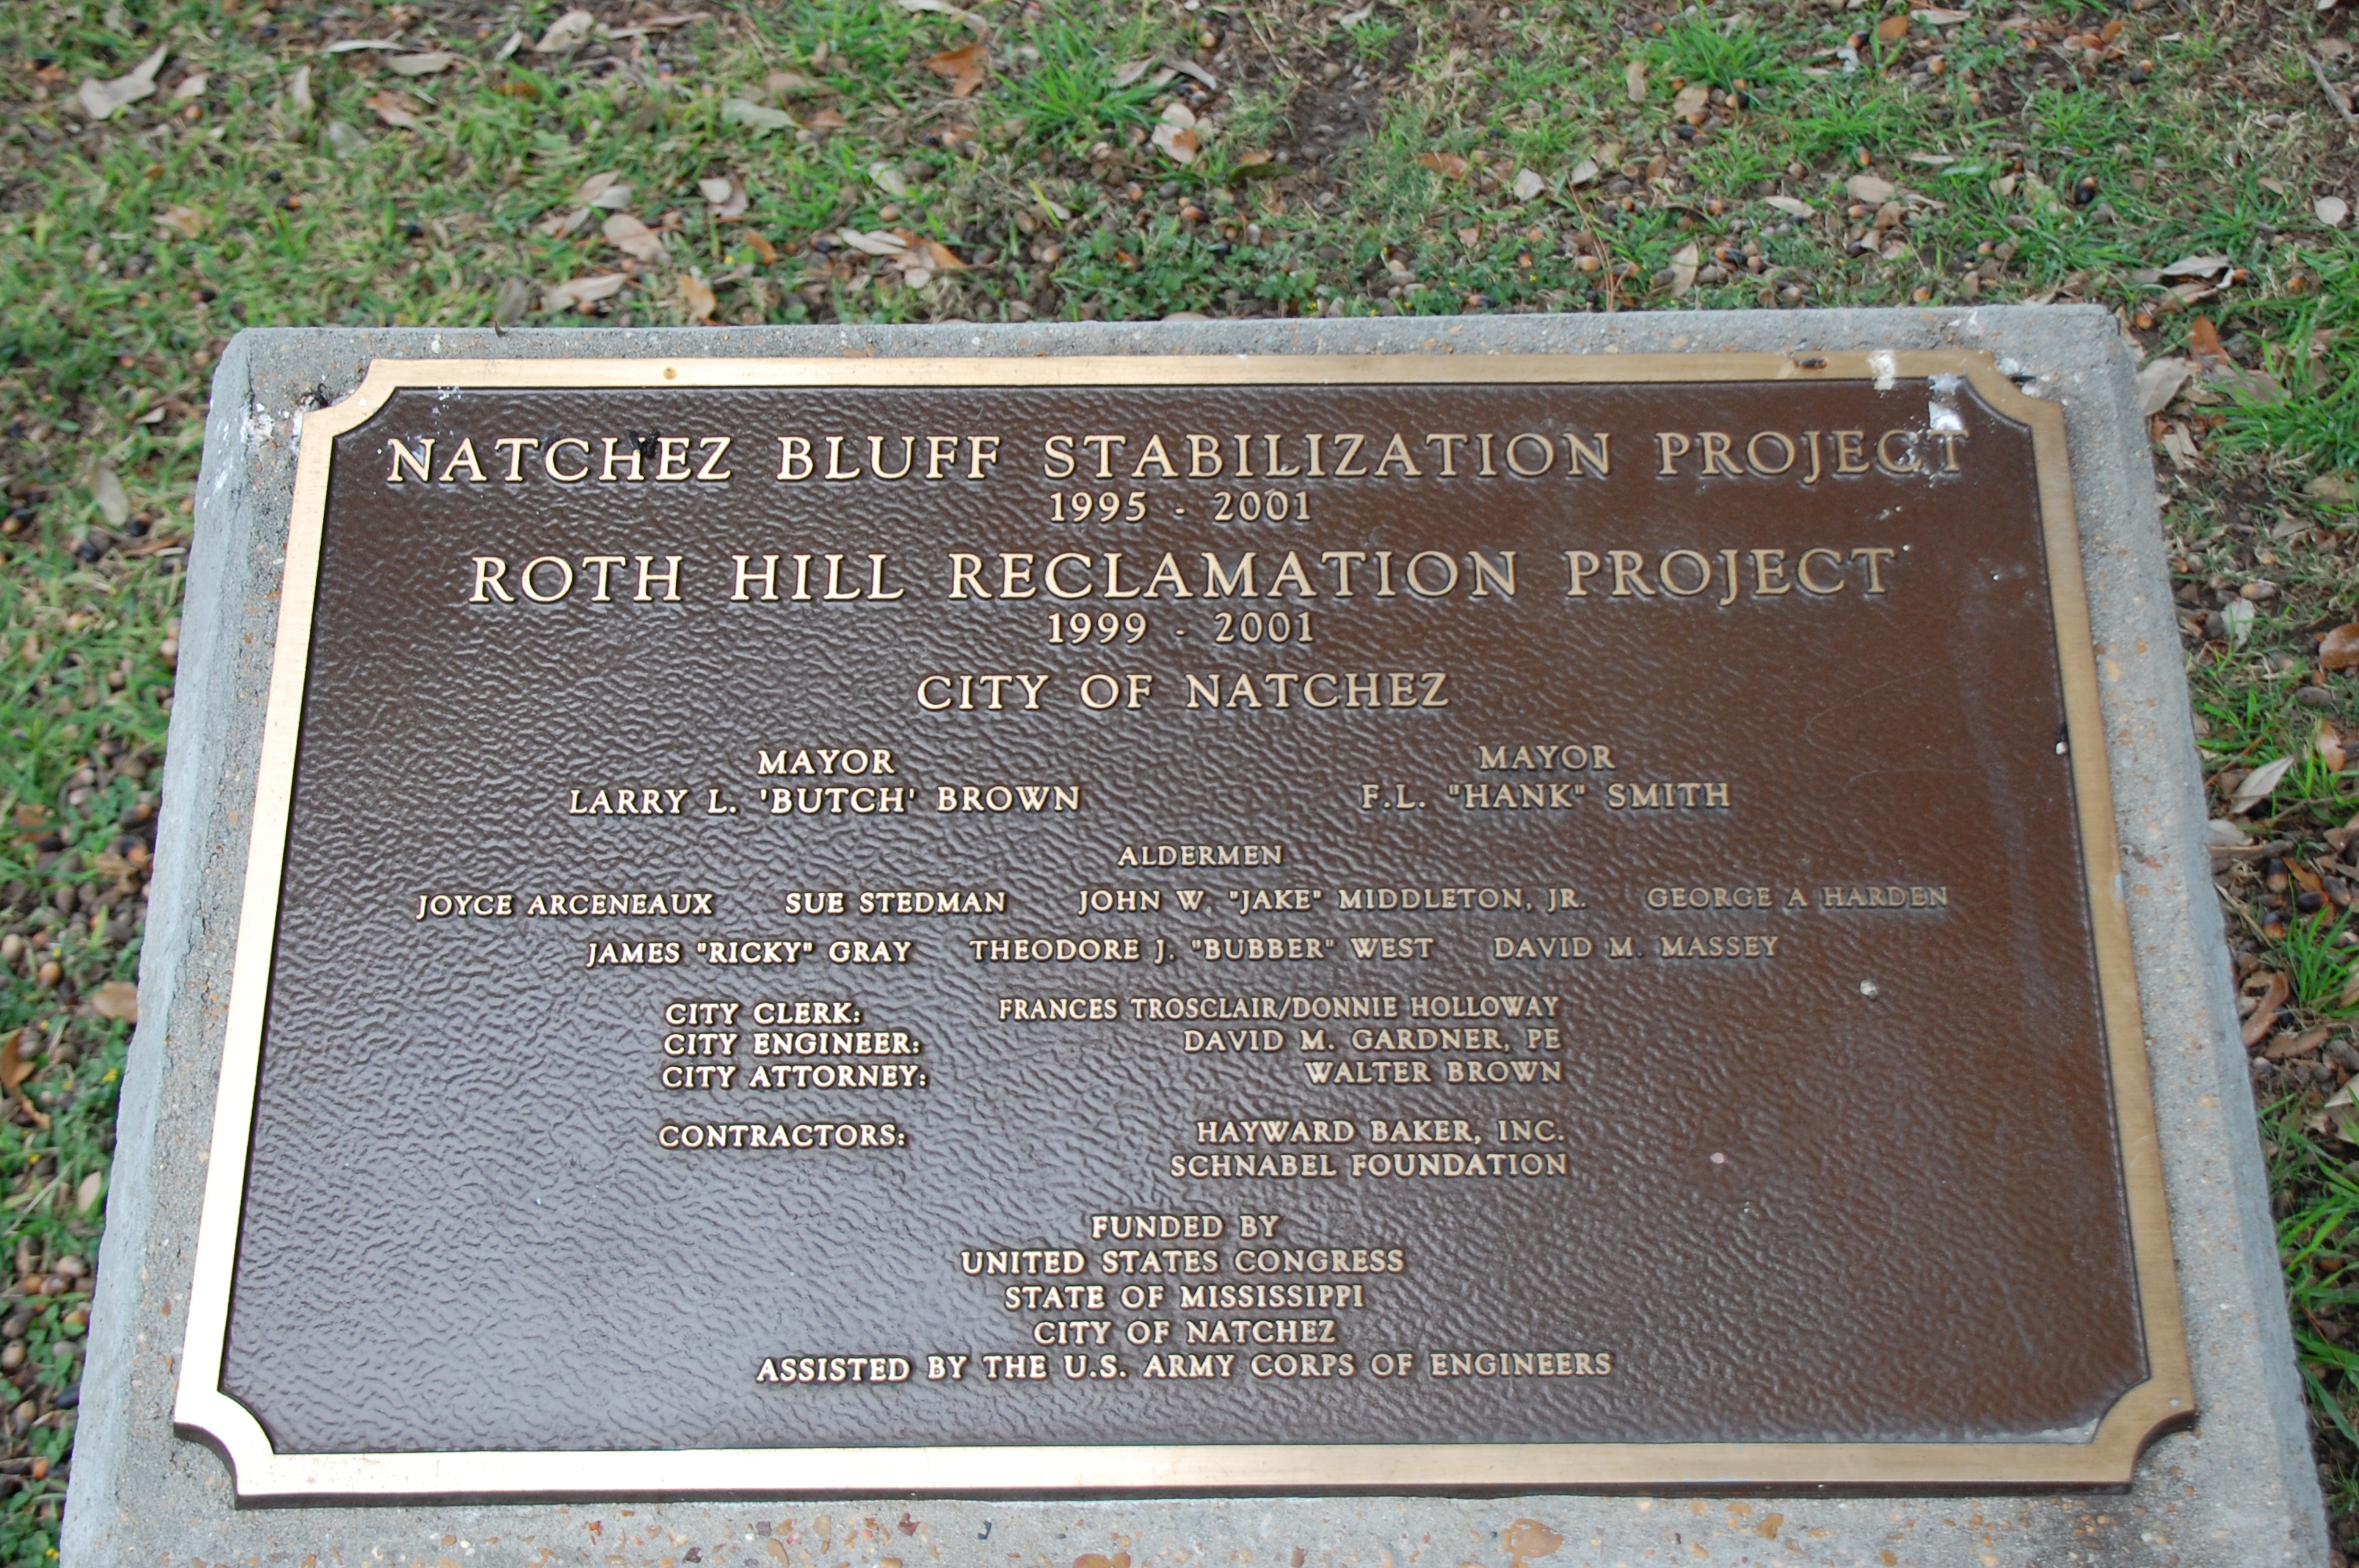 NATCHEZ BLUFF STABILIZATION PROJECT
1995 - 2001
ROTH HILL RECLAMATION PROJECT
1999 - 2001
CITY OF NATCHEZ
MAYOR MAYOR
LARRY L. 'BUTCH' BROWN F.L. "HANK" SMITH
ALDERMEN
JOYCE ARCENEAUX SUE STEDMAN JOHN W. "JAKE" MIDDLETON, JR. GEORGE A HARDEN
JAMES "RICKY" GRAY THEODORE J. "BUBBER" WEST DAVID M. MASSEY
CITY CLERK: FRANCES TROSCLAIR/DONNIE HOLLOWAY
CITY ENGINEER: DAVID M. GARDNER, PE
CITY ATTORNEY: WALTER BROWN
CONTRACTORS: HAYWARD BAKER, INC.
SCHNABEL FOUNDATION
FUNDED BY
UNITED STATES CONGRESS
STATE OF MISSISSIPPI
CITY OF NATCHEZ
ASSISTED BY THE U.S. ARMY CORPS OF ENGINEERS